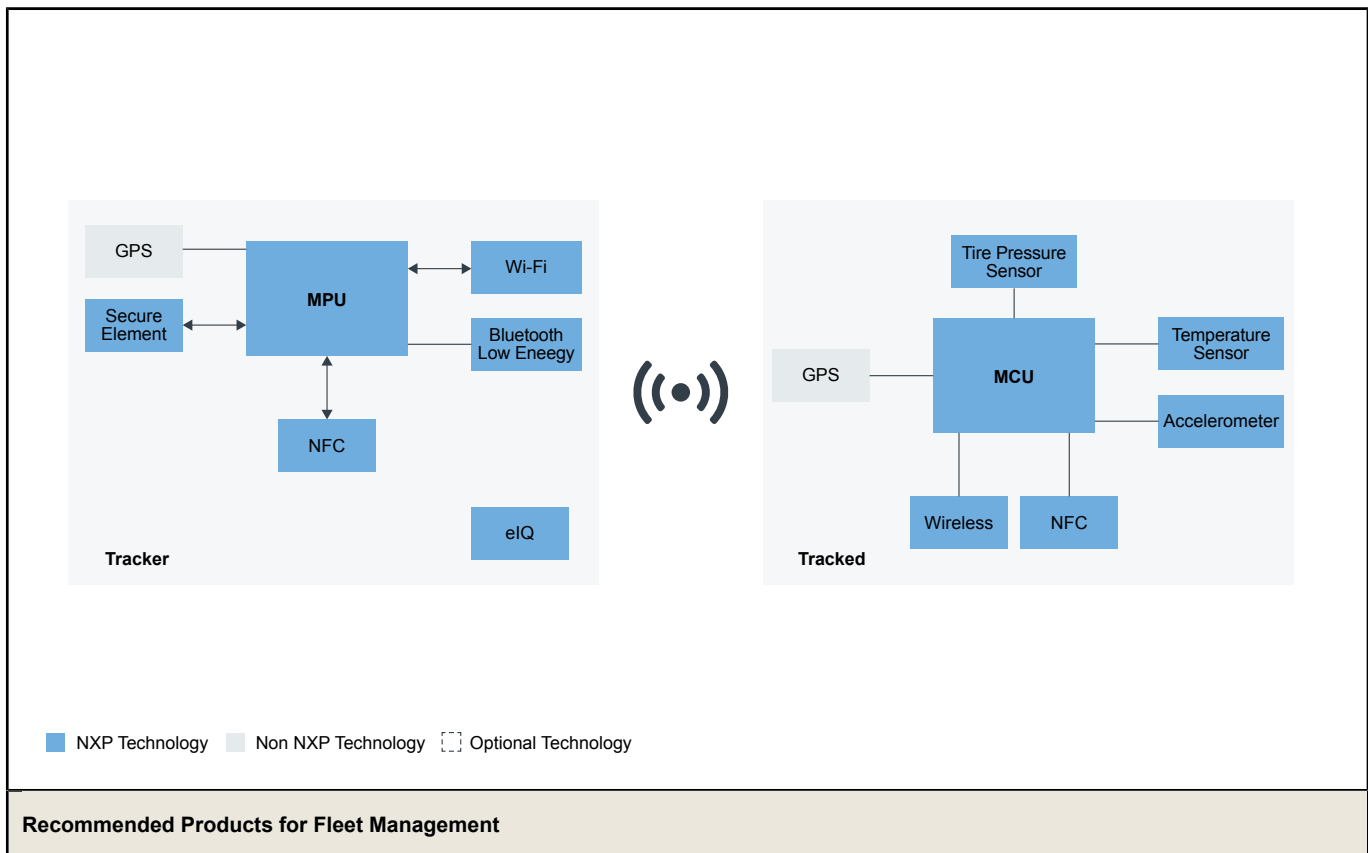 GPS
MPU
Wi-Fi
Secure
Element
Bluetooth
Low Eneegy
NFC
eIQ
Tracker
Tire Pressure
Sensor
GPS
MCU
Temperature
Sensor
Accelerometer
Wireless
NFC
Tracked
NXP Technology
Non NXP Technology
Optional Technology
Recommended Products for Fleet Management